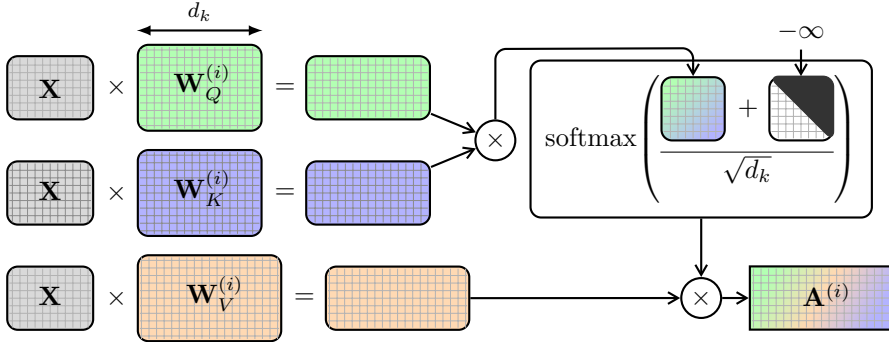 d_k
−∞
X × W_Q^{(i)} =
×
softmax ( + / √d_k )
X × W_K^{(i)} =
X × W_V^{(i)} =
×
A^{(i)}